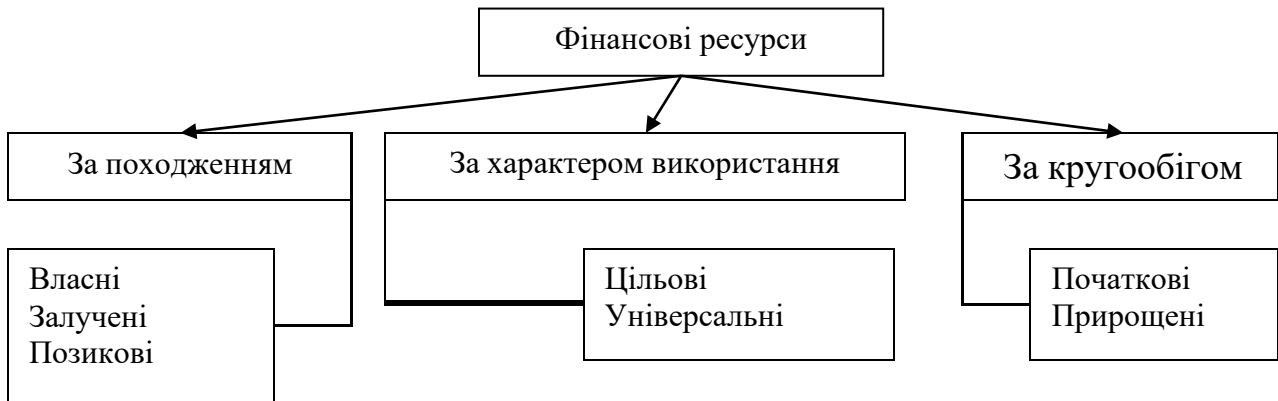 Фінансові ресурси
За походженням
За характером використання
За кругообігом
Власні
Залучені
Позикові
Цільові
Універсальні
Початкові
Прирощені